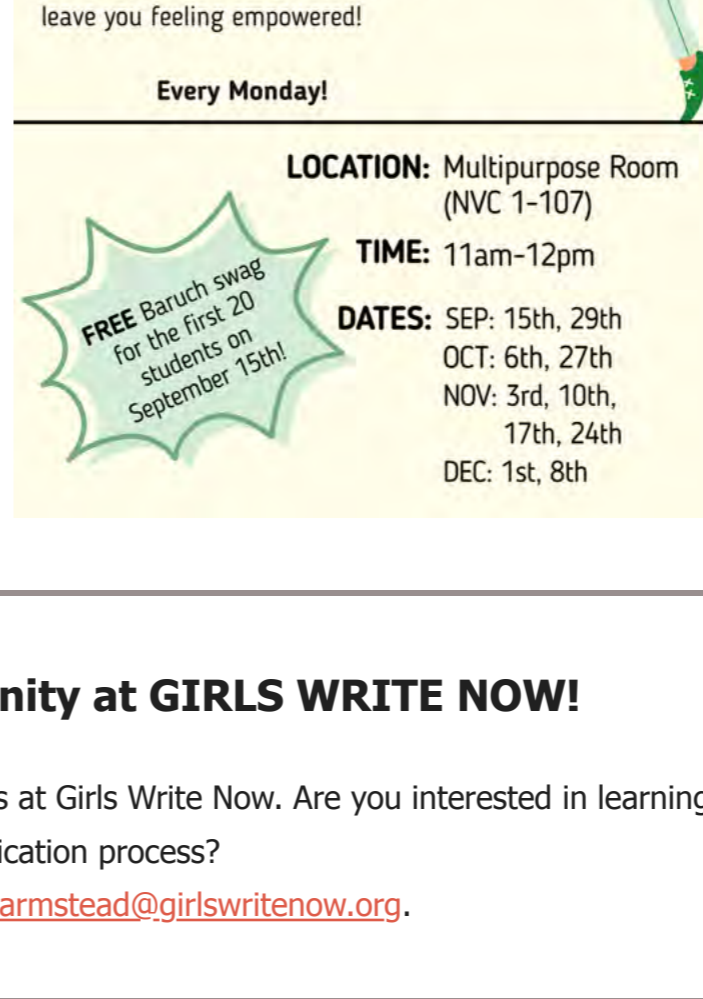 leave you feeling empowered!
Every Monday!
LOCATION: Multipurpose Room
(NVC 1-107)
TIME: 11am-12pm
DATES: SEP: 15th, 29th
OCT: 6th, 27th
NOV: 3rd, 10th,
17th, 24th
DEC: 1st, 8th
FREE Baruch swag
for the first 20
students on
September 15th!
nity at GIRLS WRITE NOW!
s at Girls Write Now. Are you interested in learning
ication process?
armstead@girlswritenow.org.